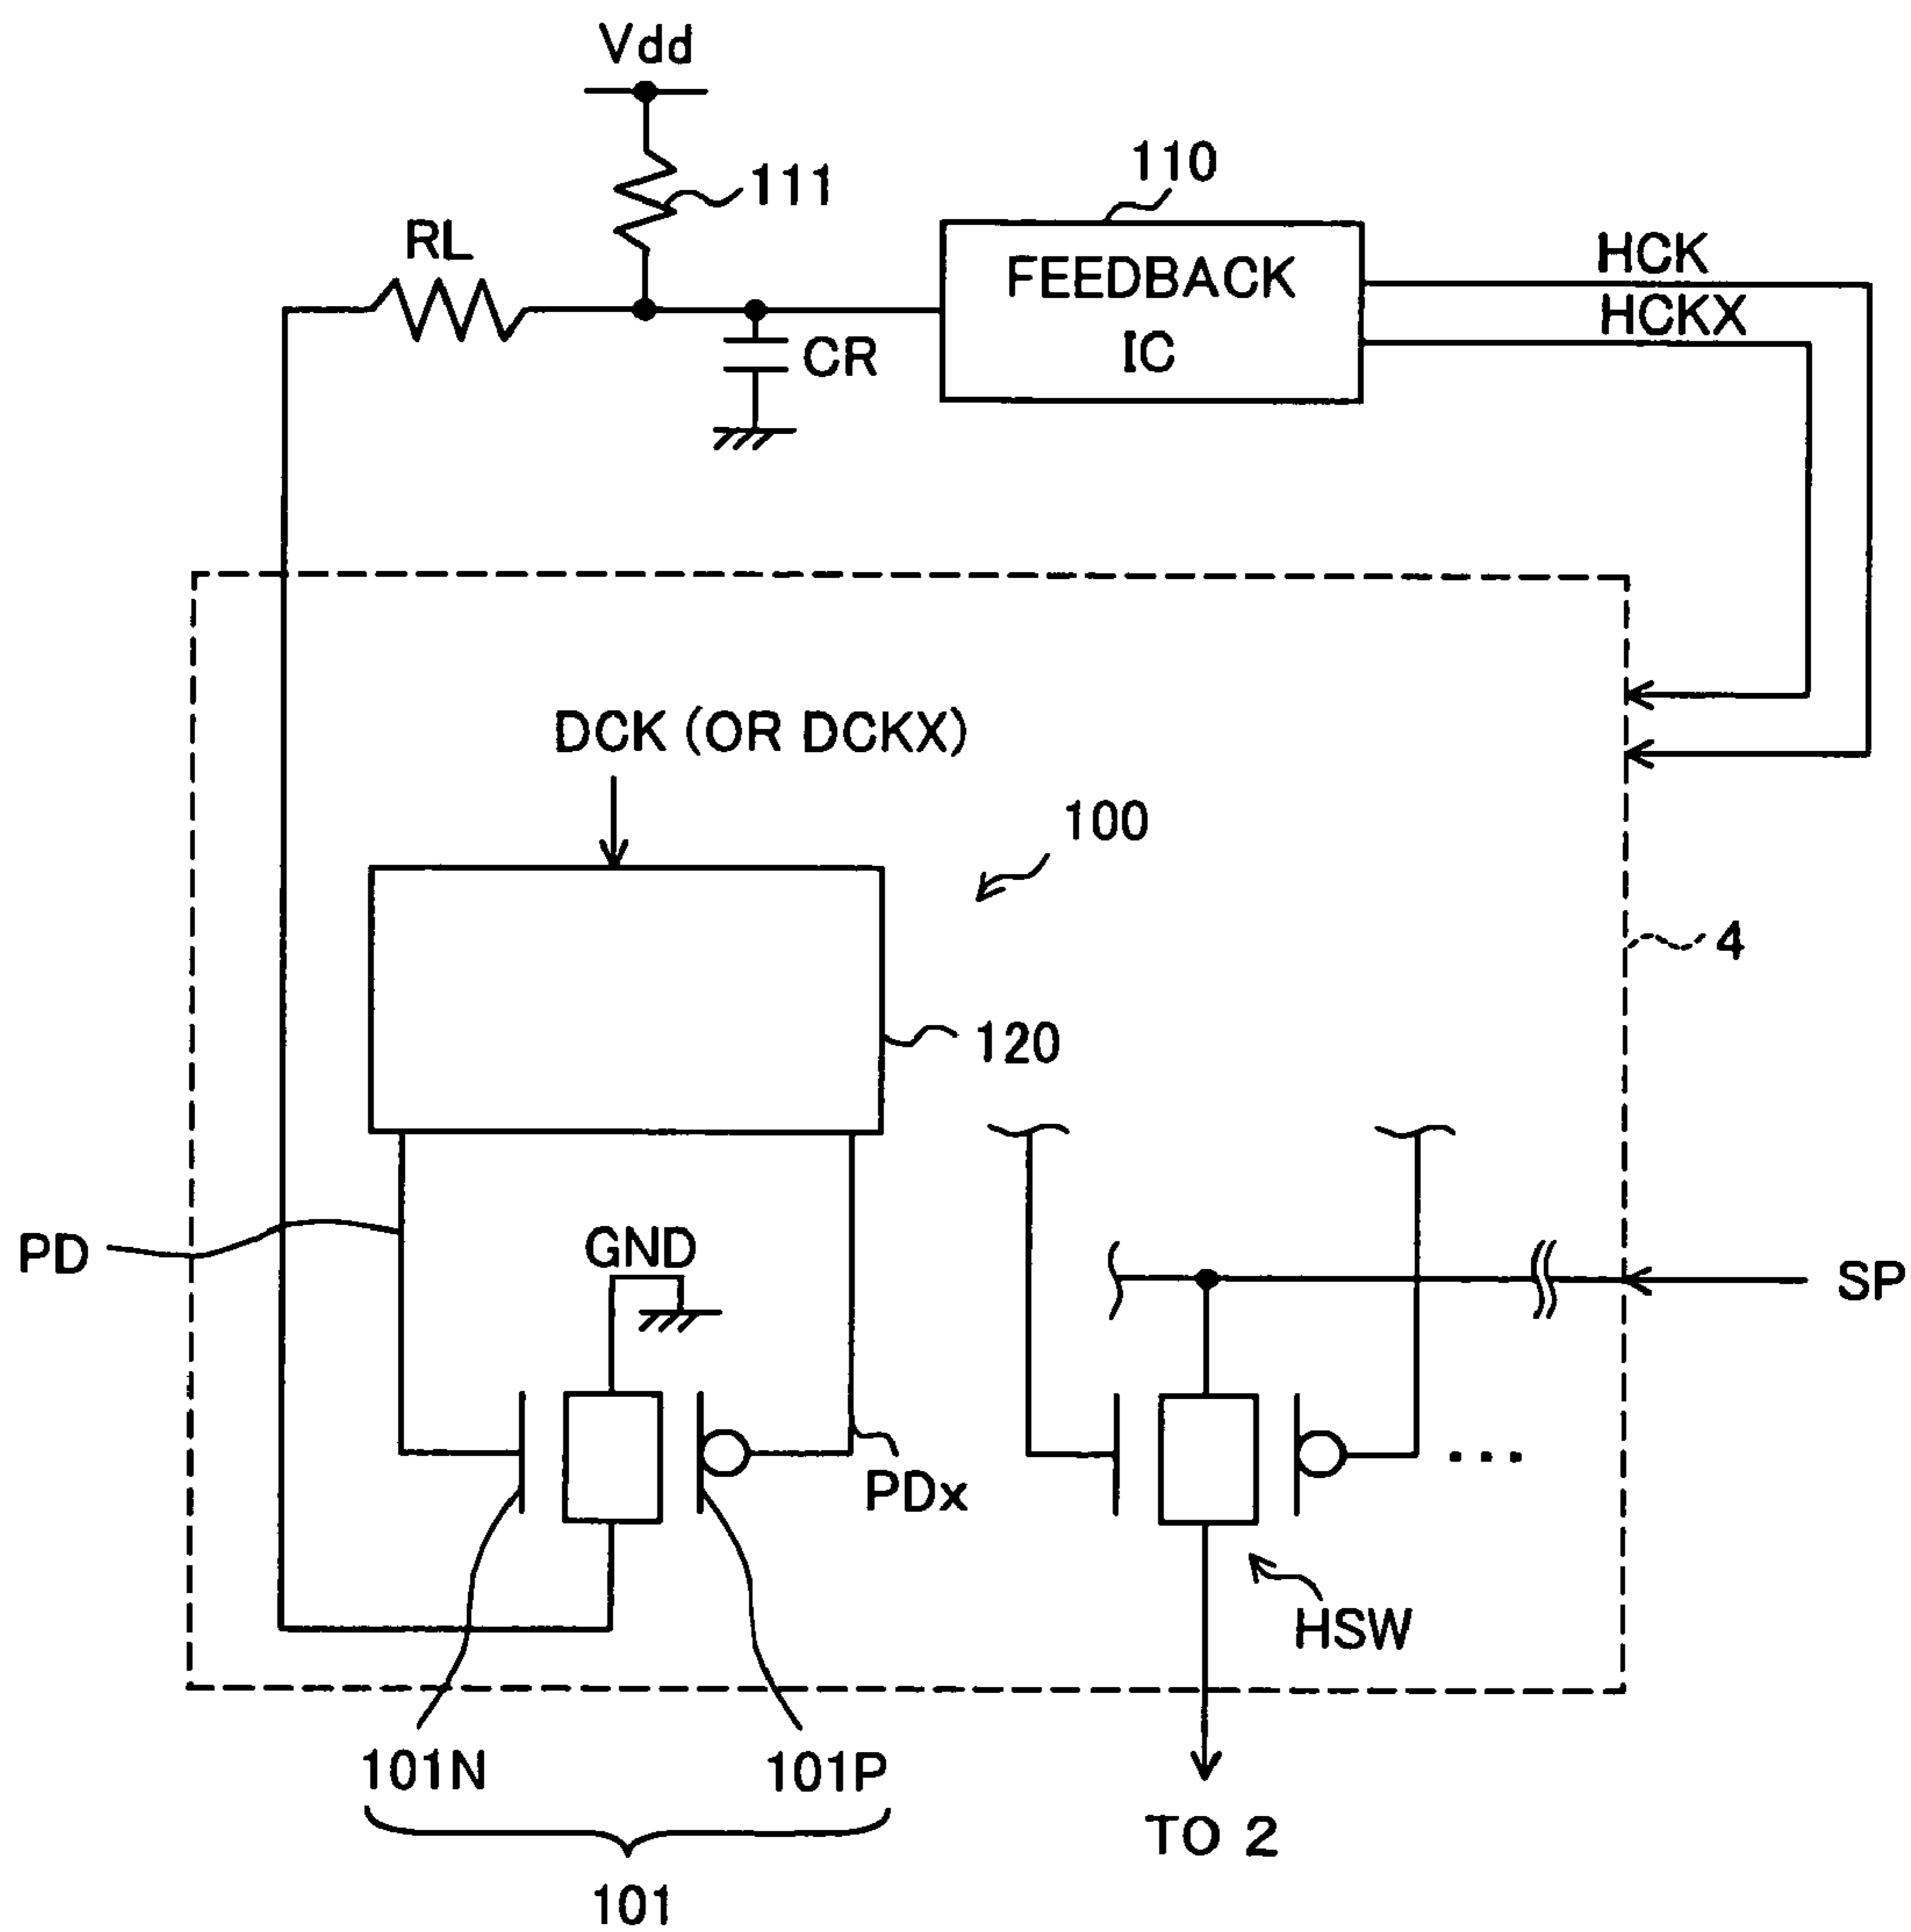 Vdd
111
110
RL
FEEDBACK
IC
HCK
HCKX
CR
DCK (OR DCKX)
100
4
120
PD
GND
SP
PDx
HSW
101N
101P
TO 2
101